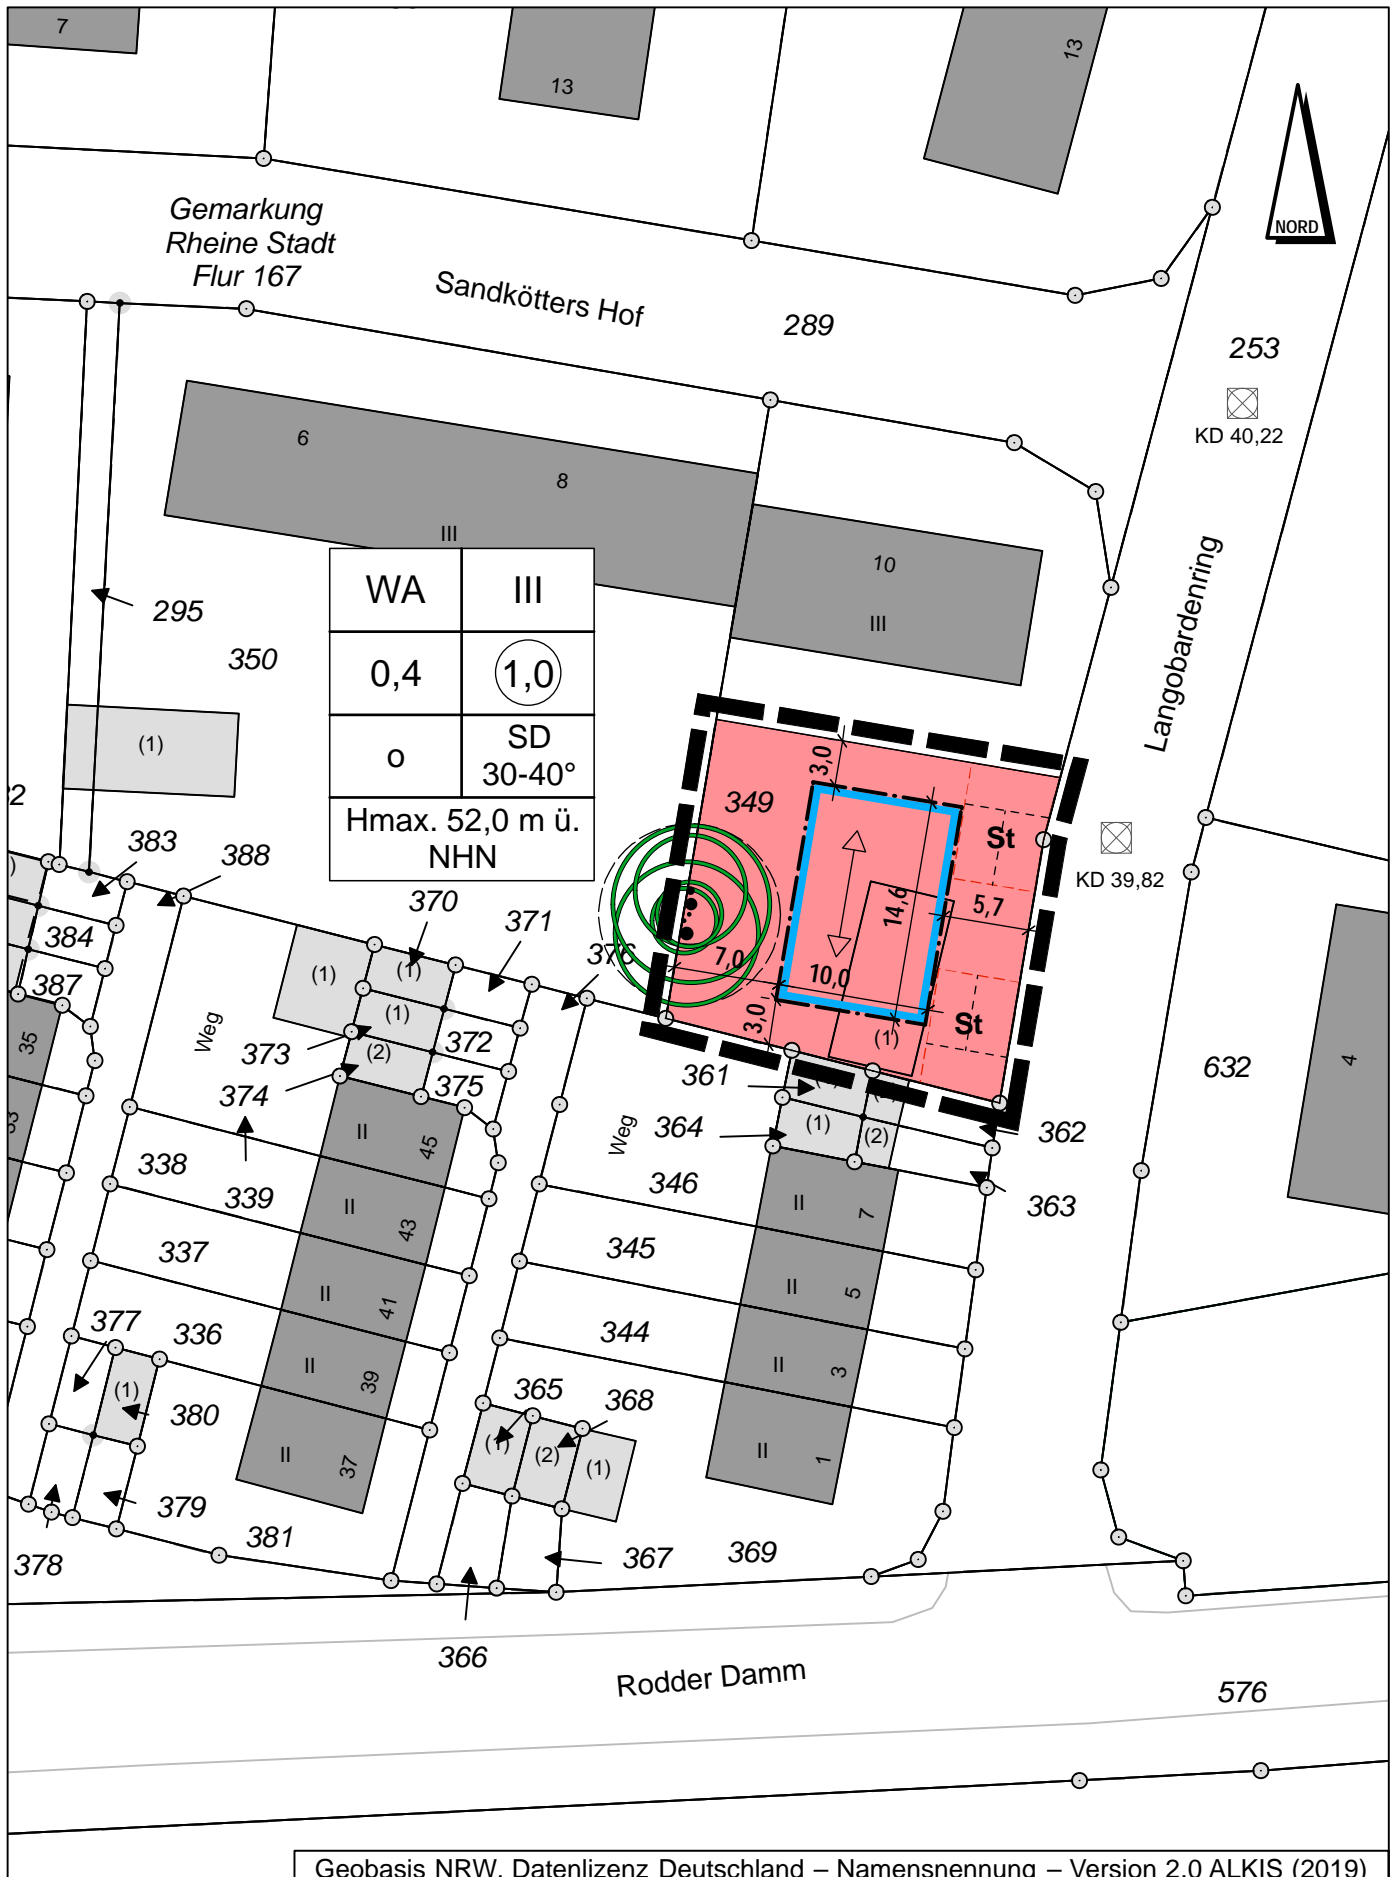 7
13
13
NORD
Gemarkung
Rheine Stadt
Flur 167
Sandkötters Hof
289
253
KD 40,22
6
8
III
10
III
Langobardenring
295
350
WA
III
0,4
1,0
o
SD
30-40°
Hmax. 52,0 m ü.
NHN
(1)
349
3,0
St
KD 39,82
14,6
5,7
7,0
10,0
3,0
St
(1)
383
388
370
371
376
384
387
(1)
(1)
(1)
(2)
372
373
374
375
Weg
35
33
361
364
(1)
(2)
362
363
632
4
Weg
338
339
337
336
II
45
II
43
II
41
II
39
II
37
346
345
344
II
7
II
5
II
3
II
1
377
(1)
380
379
378
381
365
368
(1)
(2)
(1)
367
369
366
Rodder Damm
576
Geobasis NRW, Datenlizenz Deutschland – Namensnennung – Version 2.0 ALKIS (2019)